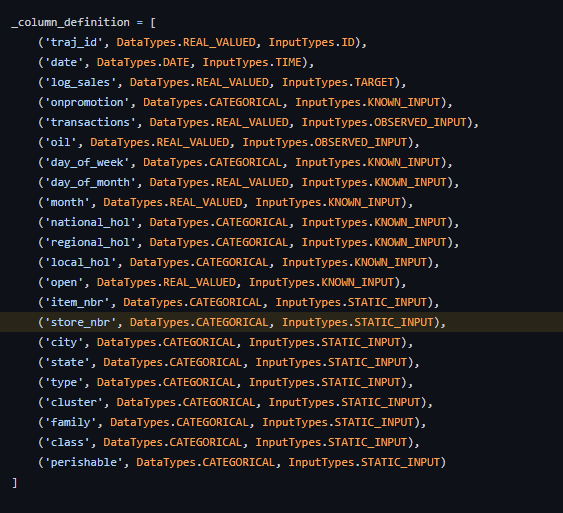 _column_definition = [
    ('traj_id', DataTypes.REAL_VALUED, InputTypes.ID),
    ('date', DataTypes.DATE, InputTypes.TIME),
    ('log_sales', DataTypes.REAL_VALUED, InputTypes.TARGET),
    ('onpromotion', DataTypes.CATEGORICAL, InputTypes.KNOWN_INPUT),
    ('transactions', DataTypes.REAL_VALUED, InputTypes.OBSERVED_INPUT),
    ('oil', DataTypes.REAL_VALUED, InputTypes.OBSERVED_INPUT),
    ('day_of_week', DataTypes.CATEGORICAL, InputTypes.KNOWN_INPUT),
    ('day_of_month', DataTypes.REAL_VALUED, InputTypes.KNOWN_INPUT),
    ('month', DataTypes.REAL_VALUED, InputTypes.KNOWN_INPUT),
    ('national_hol', DataTypes.CATEGORICAL, InputTypes.KNOWN_INPUT),
    ('regional_hol', DataTypes.CATEGORICAL, InputTypes.KNOWN_INPUT),
    ('local_hol', DataTypes.CATEGORICAL, InputTypes.KNOWN_INPUT),
    ('open', DataTypes.REAL_VALUED, InputTypes.KNOWN_INPUT),
    ('item_nbr', DataTypes.CATEGORICAL, InputTypes.STATIC_INPUT),
    ('store_nbr', DataTypes.CATEGORICAL, InputTypes.STATIC_INPUT),
    ('city', DataTypes.CATEGORICAL, InputTypes.STATIC_INPUT),
    ('state', DataTypes.CATEGORICAL, InputTypes.STATIC_INPUT),
    ('type', DataTypes.CATEGORICAL, InputTypes.STATIC_INPUT),
    ('cluster', DataTypes.CATEGORICAL, InputTypes.STATIC_INPUT),
    ('family', DataTypes.CATEGORICAL, InputTypes.STATIC_INPUT),
    ('class', DataTypes.CATEGORICAL, InputTypes.STATIC_INPUT),
    ('perishable', DataTypes.CATEGORICAL, InputTypes.STATIC_INPUT)
]